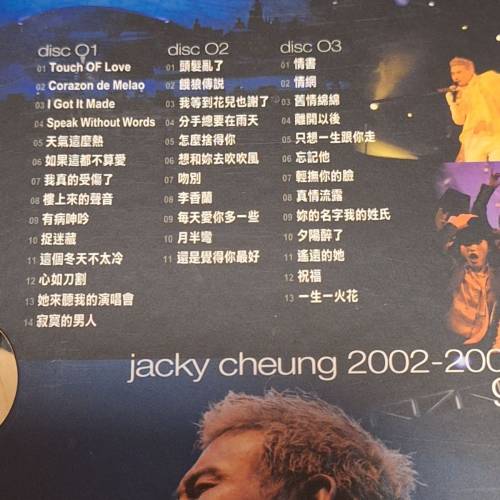 disc 01
01 Touch OF Love
02 Corazon de Melao
03 I Got It Made
04 Speak Without Words
05 天氣這麼熱
06 如果這都不算愛
07 我真的受傷了
08 樓上來的聲音
09 有病呻吟
10 捉迷藏
11 這個冬天不太冷
12 心如刀割
13 她來聽我的演唱會
14 寂寞的男人
disc 02
01 頭髮亂了
02 餓狼傳說
03 我等到花兒也謝了
04 分手總要在雨天
05 怎麼捨得你
06 想和妳去吹吹風
07 吻別
08 李香蘭
09 每天愛你多一些
10 月半彎
11 還是覺得你最好
disc 03
01 情書
02 情網
03 舊情綿綿
04 離開以後
05 只想一生跟你走
06 忘記他
07 輕撫你的臉
08 真情流露
09 妳的名字我的姓氏
10 夕陽醉了
11 遙遠的她
12 祝福
13 一生一火花
jacky cheung 2002-200